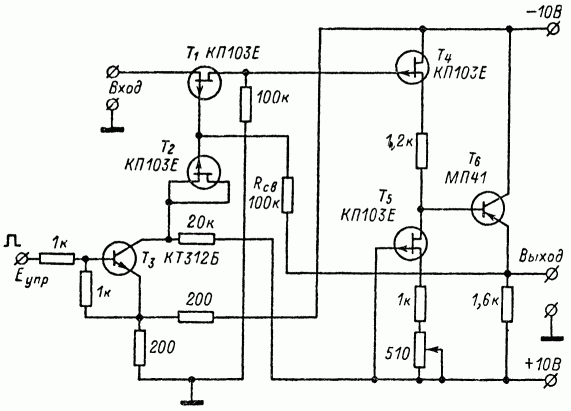 −10В
T₁ КП103Е
T₄
КП103Е
Вход
100к
T₂
КП103Е
1,2к
T₆
МП41
Rсв
100к
T₅
КП103Е
20к
1к
T₃
КТ312Б
Eупр
Выход
1к
200
1к
1,6к
200
510
+10В